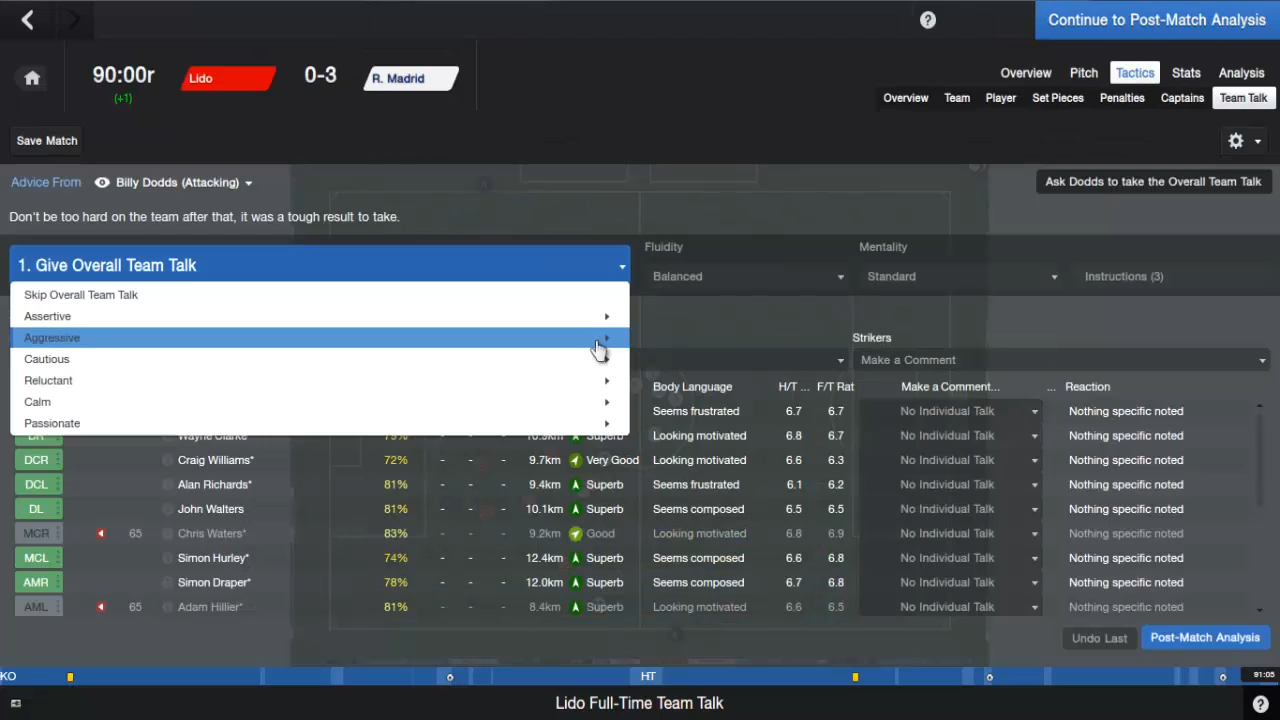 Continue to Post-Match Analysis
90:00r
(+1)
Lido
0-3
R. Madrid
Overview Pitch Tactics Stats Analysis
Overview Team Player Set Pieces Penalties Captains Team Talk
Save Match
Advice From Billy Dodds (Attacking)
Ask Dodds to take the Overall Team Talk
Don't be too hard on the team after that, it was a tough result to take.
1. Give Overall Team Talk
Fluidity
Mentality
Balanced
Standard
Instructions (3)
Skip Overall Team Talk
Assertive
Aggressive
Cautious
Reluctant
Calm
Passionate
Strikers
Make a Comment
Body Language H/T ... F/T Rat Make a Comment... ... Reaction
Seems frustrated 6.7 6.7 No Individual Talk Nothing specific noted
DR Wayne Clarke 75% - - - 10.9km Superb Looking motivated 6.8 6.7 No Individual Talk Nothing specific noted
DCR Craig Williams* 72% - - - 9.7km Very Good Looking motivated 6.6 6.3 No Individual Talk Nothing specific noted
DCL Alan Richards* 81% - - - 9.4km Superb Seems frustrated 6.1 6.2 No Individual Talk Nothing specific noted
DL John Walters 81% - - - 10.1km Superb Seems composed 6.5 6.5 No Individual Talk Nothing specific noted
MCR 65 Chris Waters* 83% - - - 9.2km Good Looking motivated 6.8 6.9 No Individual Talk Nothing specific noted
MCL Simon Hurley* 74% - - - 12.4km Superb Seems composed 6.6 6.8 No Individual Talk Nothing specific noted
AMR Simon Draper* 78% - - - 12.0km Superb Seems composed 6.7 6.8 No Individual Talk Nothing specific noted
AML 65 Adam Hillier* 81% - - - 8.4km Superb Looking motivated 6.6 6.5 No Individual Talk Nothing specific noted
Undo Last
Post-Match Analysis
KO
HT
91:05
Lido Full-Time Team Talk